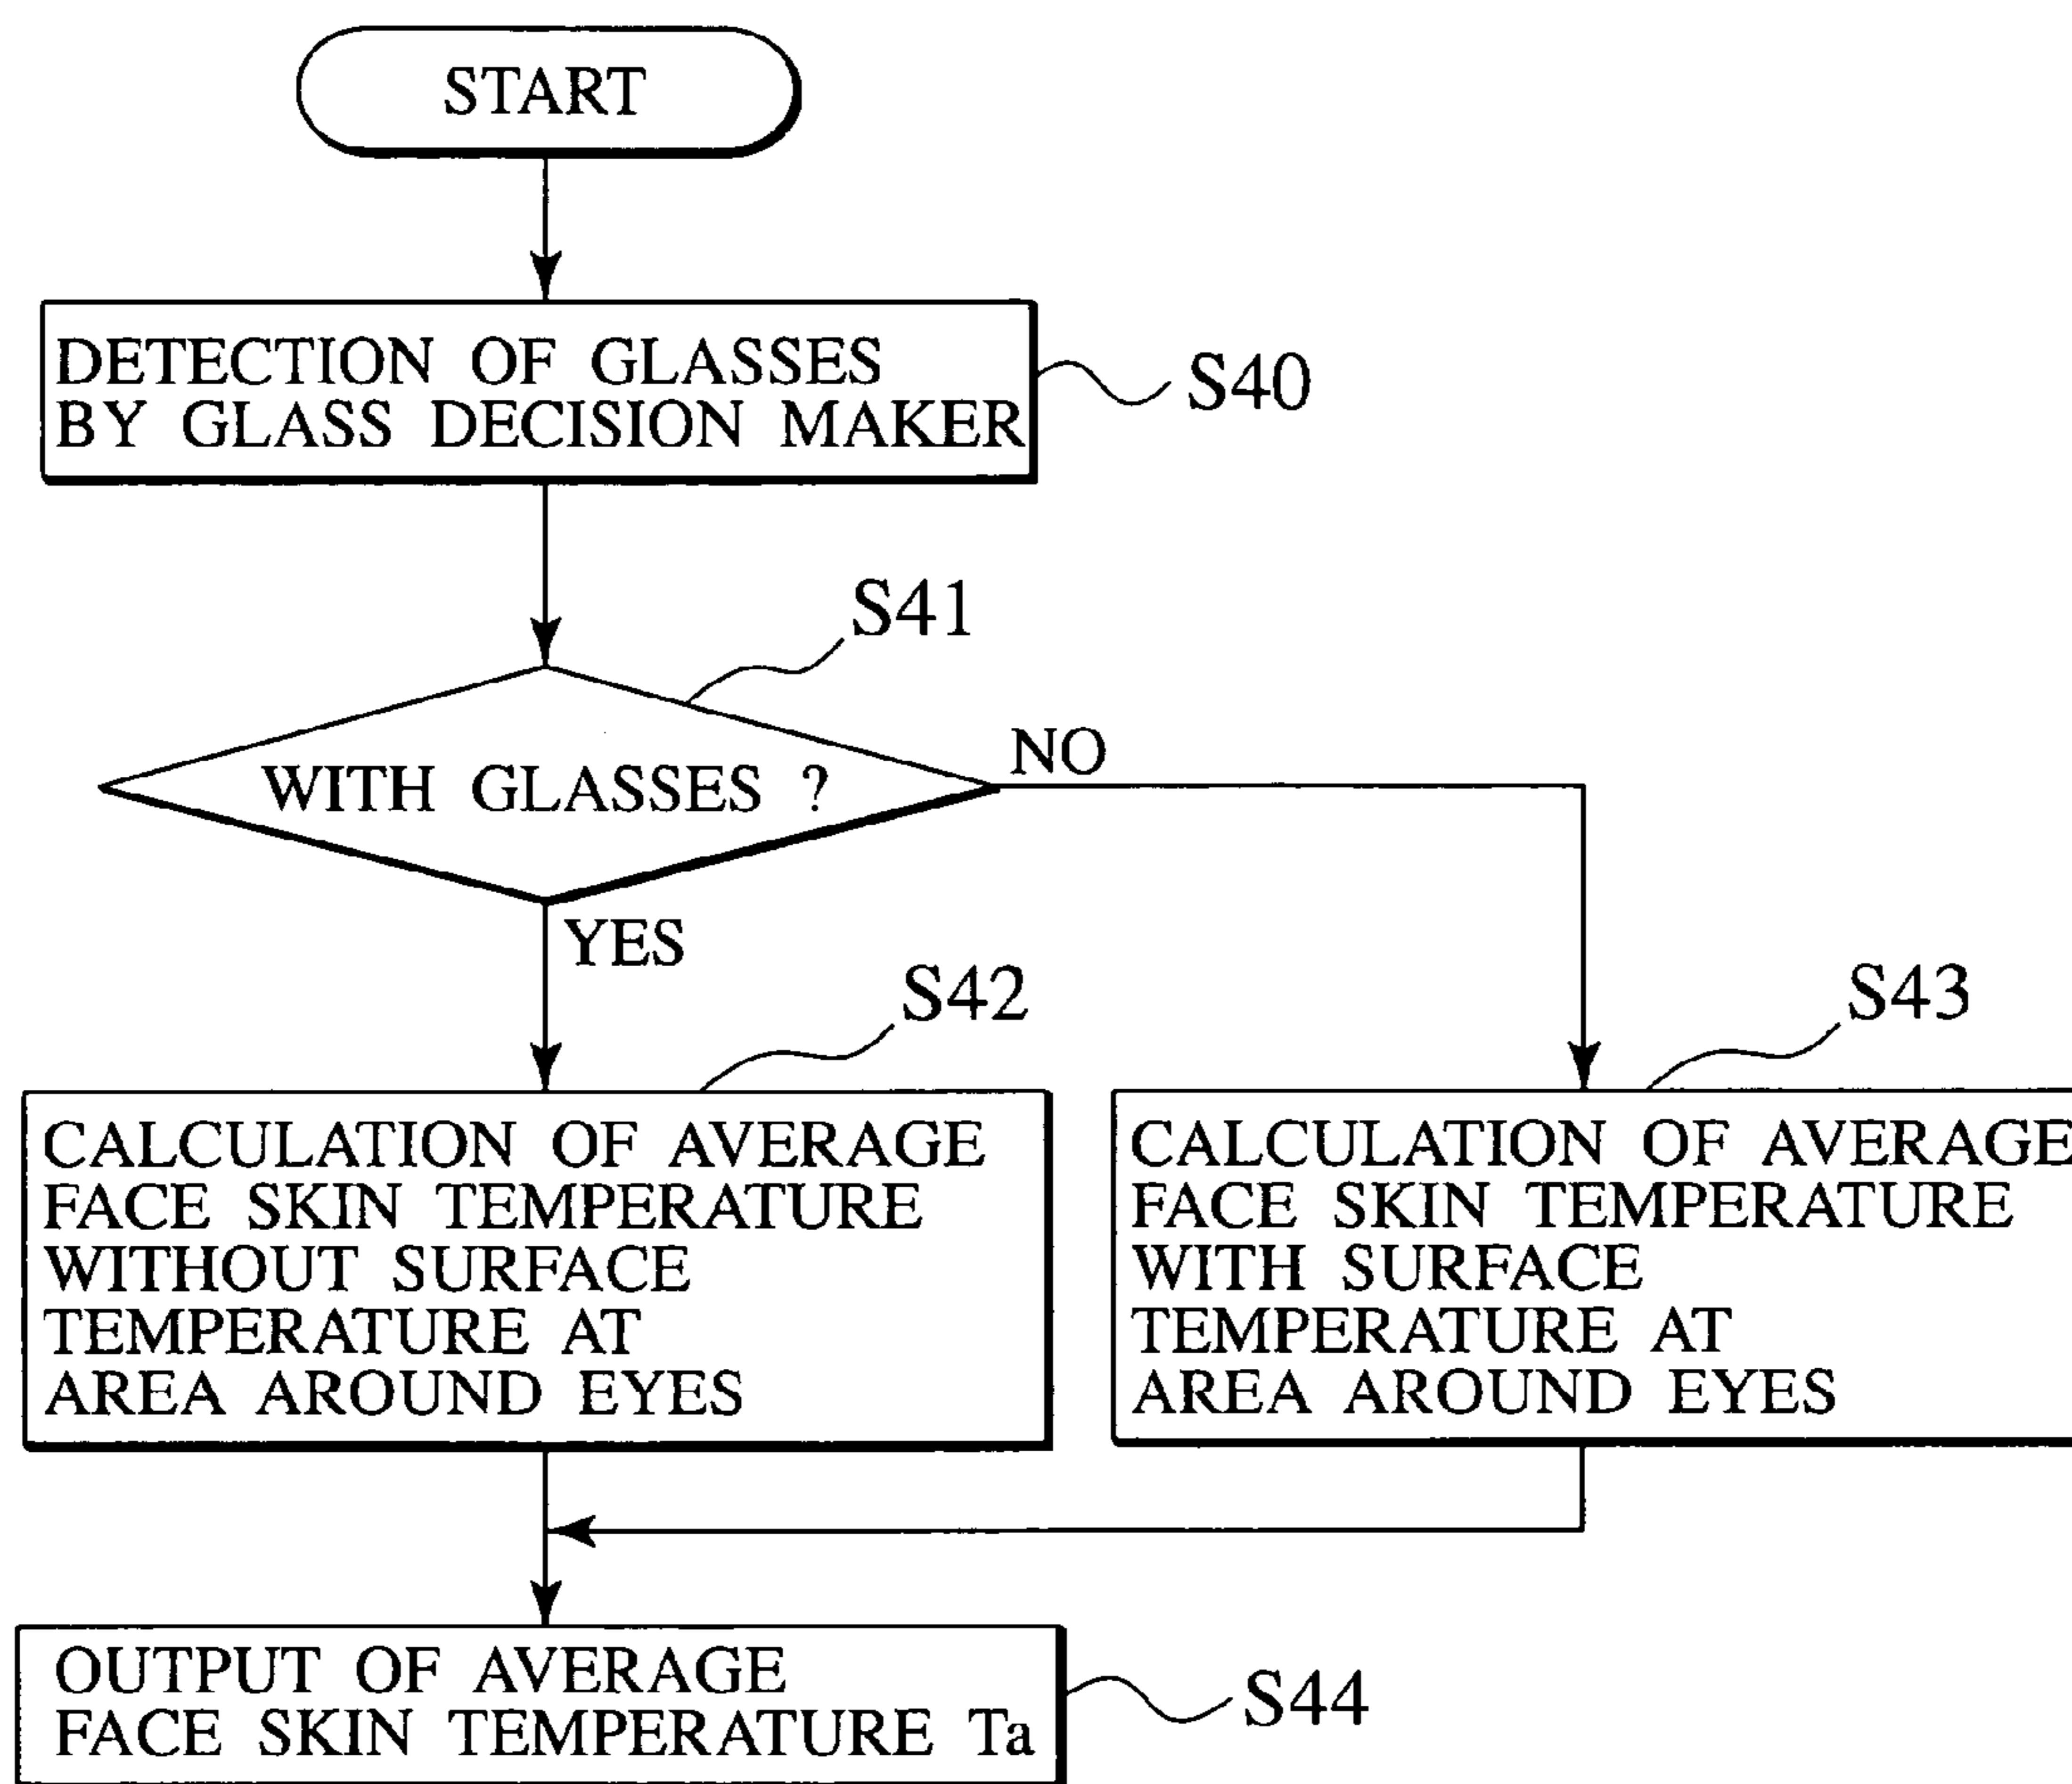 START
DETECTION OF GLASSES
BY GLASS DECISION MAKER
S40
S41
WITH GLASSES ?
NO
YES
S42
CALCULATION OF AVERAGE
FACE SKIN TEMPERATURE
WITHOUT SURFACE
TEMPERATURE AT
AREA AROUND EYES
S43
CALCULATION OF AVERAGE
FACE SKIN TEMPERATURE
WITH SURFACE
TEMPERATURE AT
AREA AROUND EYES
OUTPUT OF AVERAGE
FACE SKIN TEMPERATURE Ta
S44